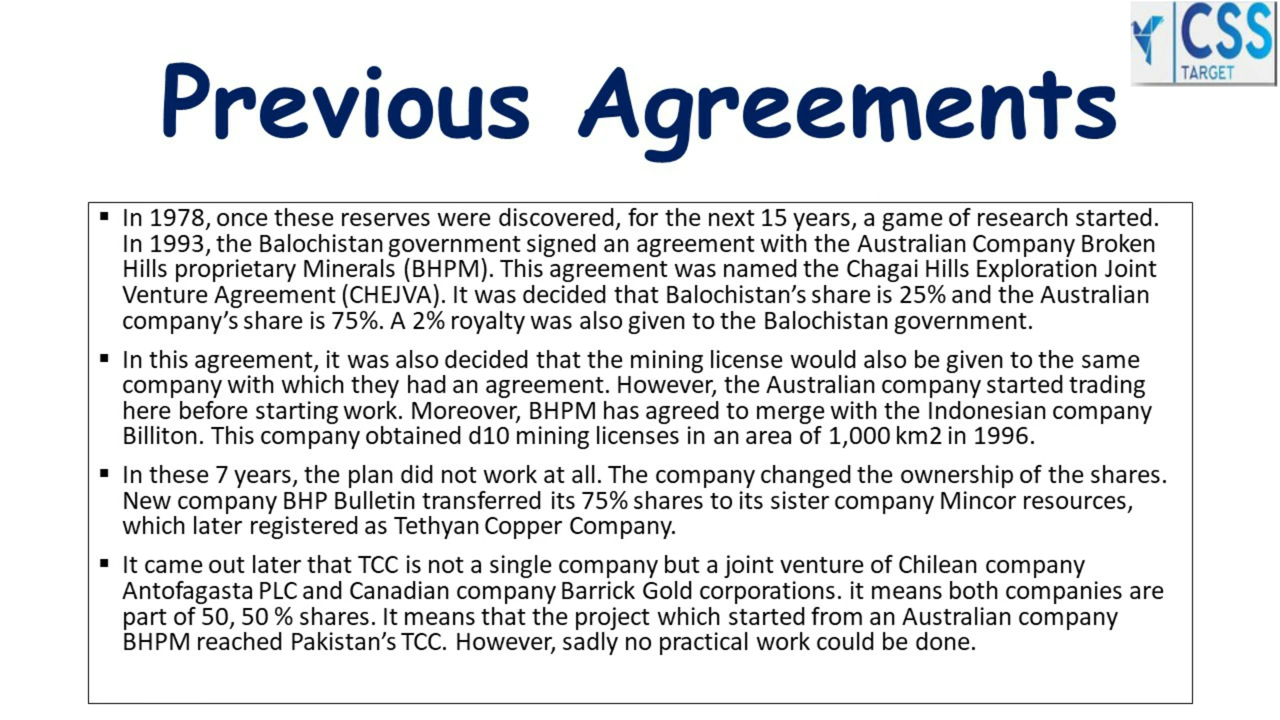 CSS
TARGET
Previous Agreements
▪ In 1978, once these reserves were discovered, for the next 15 years, a game of research started.
In 1993, the Balochistan government signed an agreement with the Australian Company Broken
Hills proprietary Minerals (BHPM). This agreement was named the Chagai Hills Exploration Joint
Venture Agreement (CHEJVA). It was decided that Balochistan’s share is 25% and the Australian
company’s share is 75%. A 2% royalty was also given to the Balochistan government.
▪ In this agreement, it was also decided that the mining license would also be given to the same
company with which they had an agreement. However, the Australian company started trading
here before starting work. Moreover, BHPM has agreed to merge with the Indonesian company
Billiton. This company obtained d10 mining licenses in an area of 1,000 km2 in 1996.
▪ In these 7 years, the plan did not work at all. The company changed the ownership of the shares.
New company BHP Bulletin transferred its 75% shares to its sister company Mincor resources,
which later registered as Tethyan Copper Company.
▪ It came out later that TCC is not a single company but a joint venture of Chilean company
Antofagasta PLC and Canadian company Barrick Gold corporations. it means both companies are
part of 50, 50 % shares. It means that the project which started from an Australian company
BHPM reached Pakistan’s TCC. However, sadly no practical work could be done.